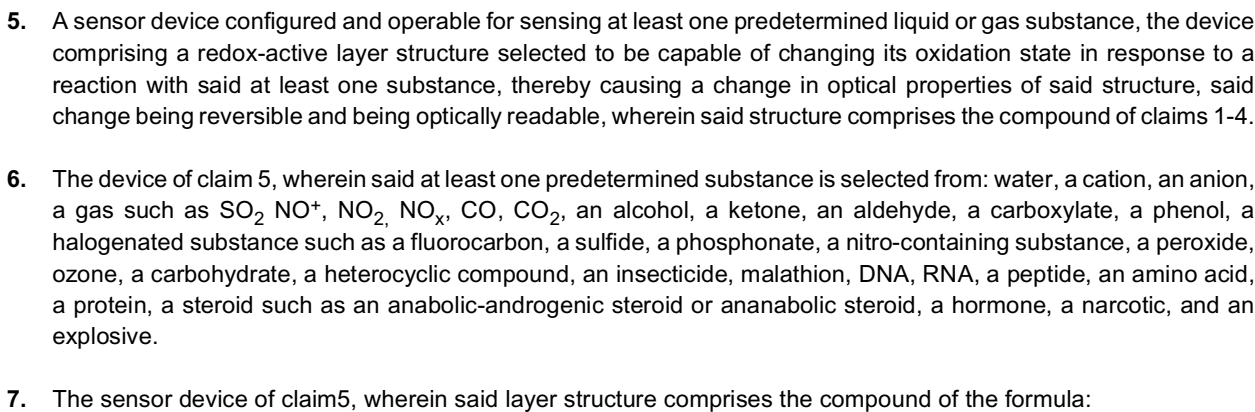 5. A sensor device configured and operable for sensing at least one predetermined liquid or gas substance, the device
comprising a redox-active layer structure selected to be capable of changing its oxidation state in response to a
reaction with said at least one substance, thereby causing a change in optical properties of said structure, said
change being reversible and being optically readable, wherein said structure comprises the compound of claims 1-4.
6. The device of claim 5, wherein said at least one predetermined substance is selected from: water, a cation, an anion,
a gas such as SO₂ NO⁺, NO₂, NOₓ, CO, CO₂, an alcohol, a ketone, an aldehyde, a carboxylate, a phenol, a
halogenated substance such as a fluorocarbon, a sulfide, a phosphonate, a nitro-containing substance, a peroxide,
ozone, a carbohydrate, a heterocyclic compound, an insecticide, malathion, DNA, RNA, a peptide, an amino acid,
a protein, a steroid such as an anabolic-androgenic steroid or ananabolic steroid, a hormone, a narcotic, and an
explosive.
7. The sensor device of claim5, wherein said layer structure comprises the compound of the formula: